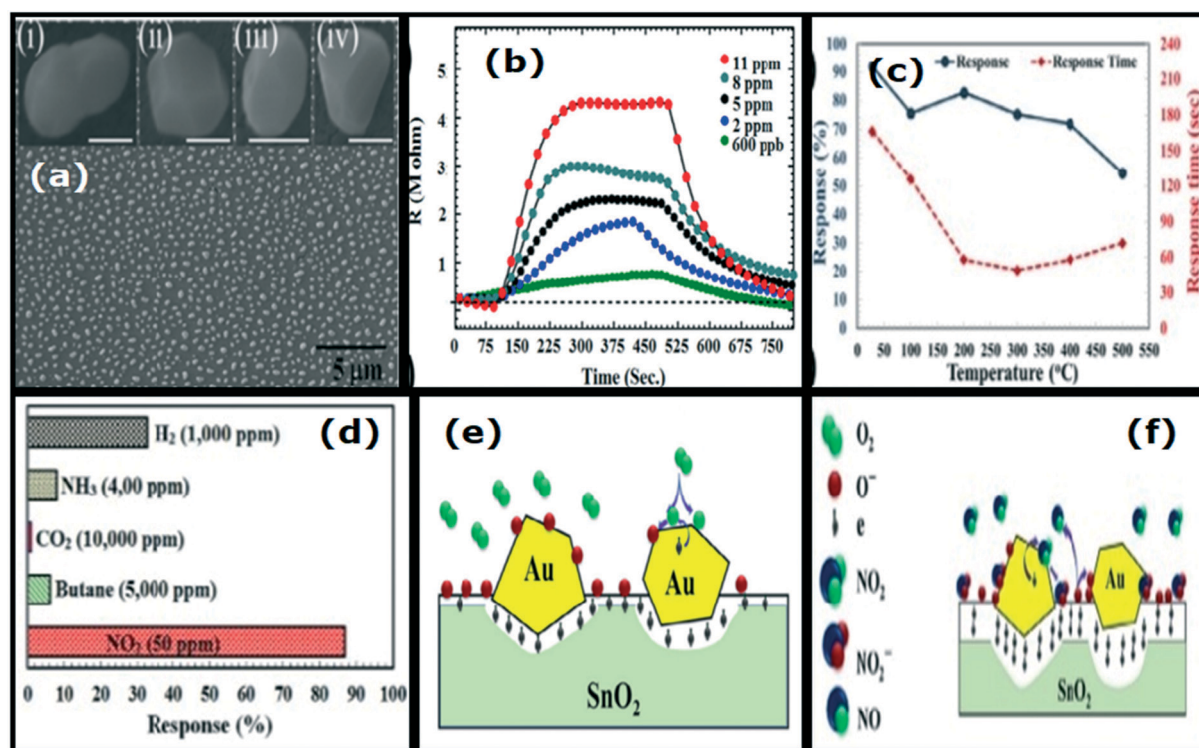 (i)
(ii)
(iii)
(iv)
(a)
5 µm
(b)
11 ppm
8 ppm
5 ppm
2 ppm
600 ppb
R (M ohm)
5
4
3
2
1
0 75 150 225 300 375 450 525 600 675 750
Time (Sec.)
(c)
Response
Response Time
Response (%)
100
90
80
70
60
50
40
30
20
10
0
Response time (sec)
240
210
180
150
120
90
60
30
0
0 50 100 150 200 250 300 350 400 450 500 550
Temperature (°C)
(d)
H₂ (1,000 ppm)
NH₃ (4,00 ppm)
CO₂ (10,000 ppm)
Butane (5,000 ppm)
NO₂ (50 ppm)
0 10 20 30 40 50 60 70 80 90 100
Response (%)
(e)
Au
Au
SnO₂
(f)
O₂
O⁻
e
NO₂
NO₂⁻
NO
Au
Au
SnO₂